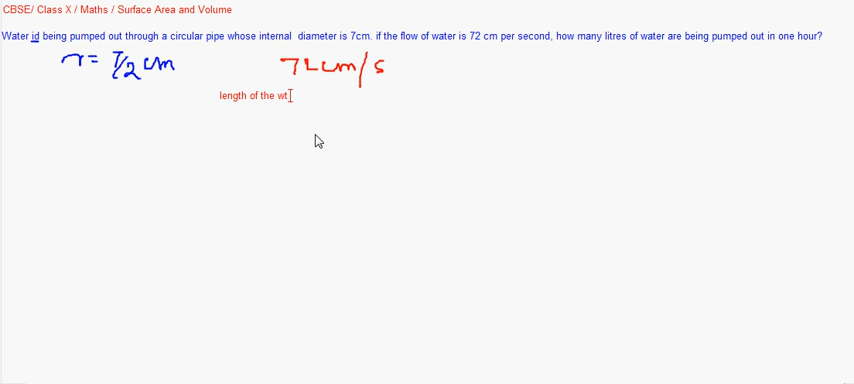 CBSE/ Class X / Maths / Surface Area and Volume
Water id being pumped out through a circular pipe whose internal diameter is 7cm. if the flow of water is 72 cm per second, how many litres of water are being pumped out in one hour?
r = 7/2 cm 72 cm/s
length of the wt